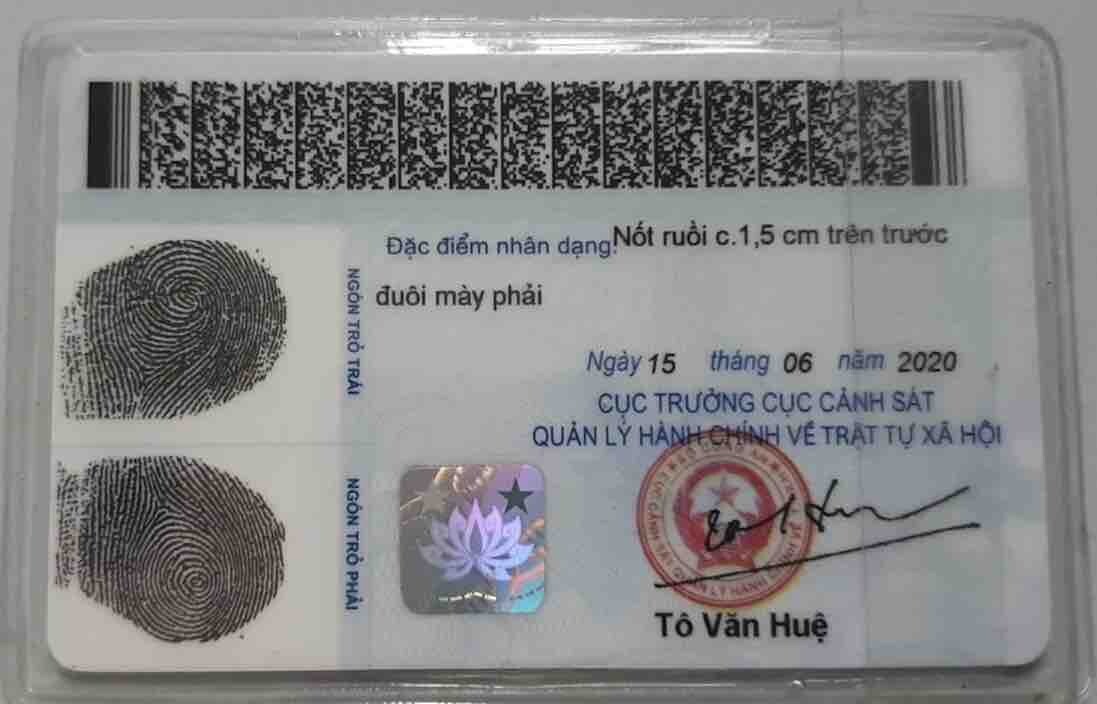 Đặc điểm nhân dạng: Nốt ruồi c.1,5 cm trên trước
đuôi mày phải
NGÓN TRỎ TRÁI
Ngày 15 tháng 06 năm 2020
CỤC TRƯỞNG CỤC CẢNH SÁT
QUẢN LÝ HÀNH CHÍNH VỀ TRẬT TỰ XÃ HỘI
NGÓN TRỎ PHẢI
Tô Văn Huệ